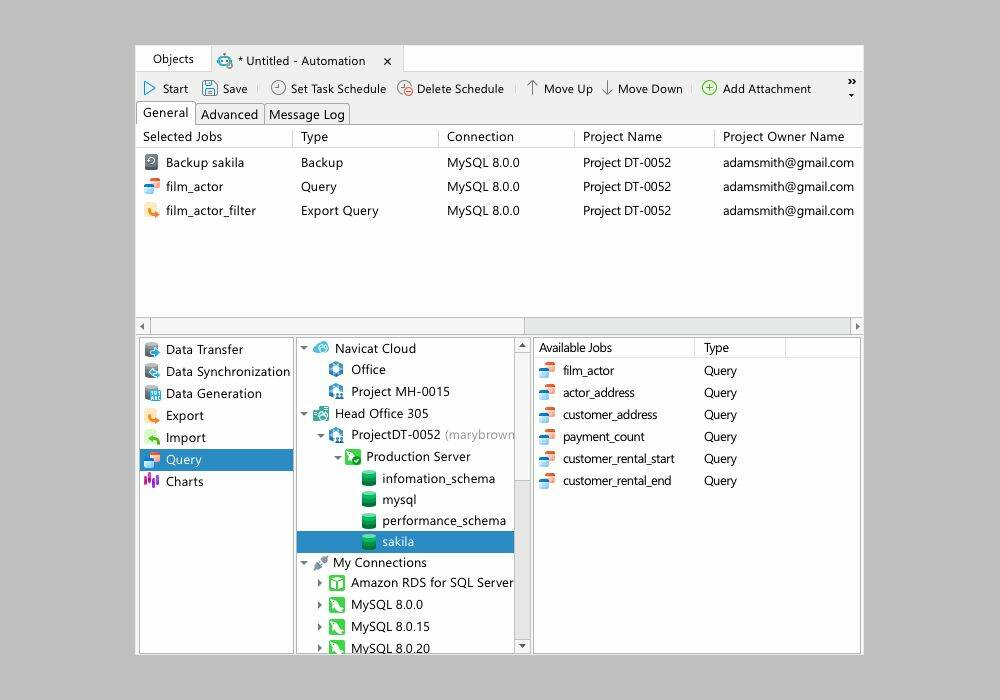 Objects * Untitled - Automation
Start Save Set Task Schedule Delete Schedule Move Up Move Down Add Attachment »
General Advanced Message Log
Selected Jobs Type Connection Project Name Project Owner Name
Backup sakila Backup MySQL 8.0.0 Project DT-0052 adamsmith@gmail.com
film_actor Query MySQL 8.0.0 Project DT-0052 adamsmith@gmail.com
film_actor_filter Export Query MySQL 8.0.0 Project DT-0052 adamsmith@gmail.com
Data Transfer
Data Synchronization
Data Generation
Export
Import
Query
Charts
Navicat Cloud
Office
Project MH-0015
Head Office 305
ProjectDT-0052 (marybrown
Production Server
infomation_schema
mysql
performance_schema
sakila
My Connections
Amazon RDS for SQL Server
MySQL 8.0.0
MySQL 8.0.15
MySQL 8.0.20
Available Jobs Type
film_actor Query
actor_address Query
customer_address Query
payment_count Query
customer_rental_start Query
customer_rental_end Query